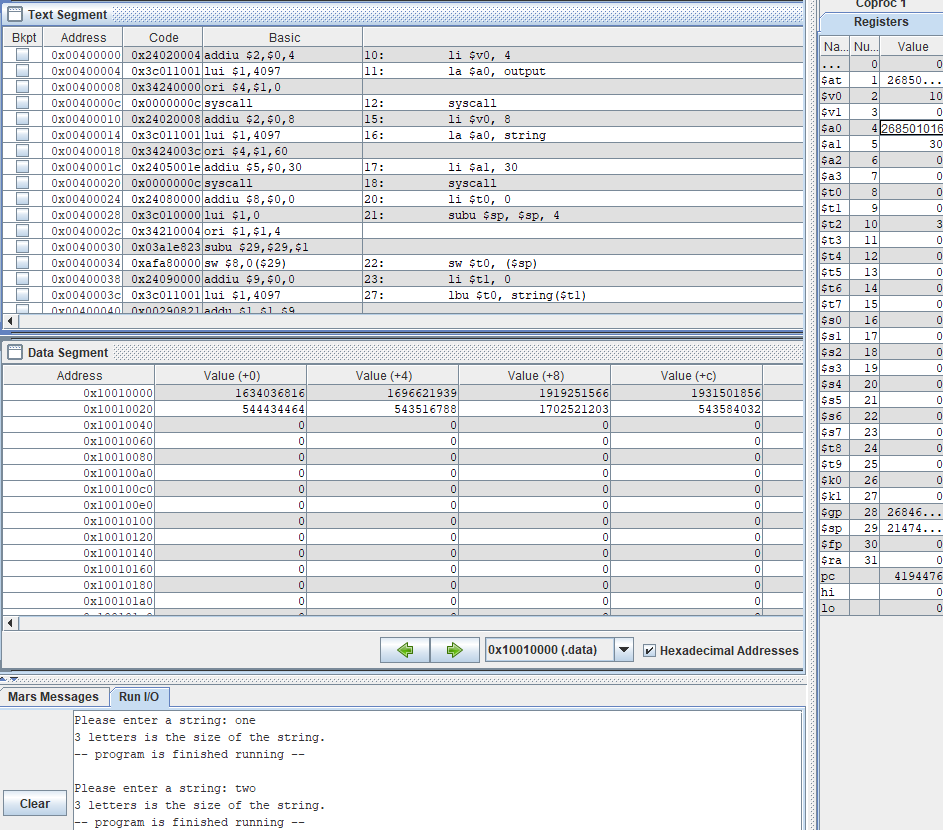 Text Segment
Bkpt Address Code Basic
0x00400000 0x24020004 addiu $2,$0,4 10: li $v0, 4
0x00400004 0x3c011001 lui $1,4097 11: la $a0, output
0x00400008 0x34240000 ori $4,$1,0
0x0040000c 0x0000000c syscall 12: syscall
0x00400010 0x24020008 addiu $2,$0,8 15: li $v0, 8
0x00400014 0x3c011001 lui $1,4097 16: la $a0, string
0x00400018 0x3424003c ori $4,$1,60
0x0040001c 0x2405001e addiu $5,$0,30 17: li $a1, 30
0x00400020 0x0000000c syscall 18: syscall
0x00400024 0x24080000 addiu $8,$0,0 20: li $t0, 0
0x00400028 0x3c010000 lui $1,0 21: subu $sp, $sp, 4
0x0040002c 0x34210004 ori $1,$1,4
0x00400030 0x03a1e823 subu $29,$29,$1
0x00400034 0xafa80000 sw $8,0($29) 22: sw $t0, ($sp)
0x00400038 0x24090000 addiu $9,$0,0 23: li $t1, 0
0x0040003c 0x3c011001 lui $1,4097 27: lbu $t0, string($t1)
0x00400040 0x00290821 addu $1,$1,$9
Data Segment
Address Value (+0) Value (+4) Value (+8) Value (+c)
0x10010000 1634036816 1696621939 1919251566 1931501856
0x10010020 544434464 543516788 1702521203 543584032
0x10010040 0 0 0 0
0x10010060 0 0 0 0
0x10010080 0 0 0 0
0x100100a0 0 0 0 0
0x100100c0 0 0 0 0
0x100100e0 0 0 0 0
0x10010100 0 0 0 0
0x10010120 0 0 0 0
0x10010140 0 0 0 0
0x10010160 0 0 0 0
0x10010180 0 0 0 0
0x100101a0 0 0 0 0
0x10010000 (.data) Hexadecimal Addresses
Mars Messages Run I/O
Clear
Please enter a string: one
3 letters is the size of the string.
-- program is finished running --
Please enter a string: two
3 letters is the size of the string.
-- program is finished running --
Coproc 1
Registers
Na... Nu... Value
... 0 0
$at 1 26850...
$v0 2 10
$v1 3 0
$a0 4 268501016
$a1 5 30
$a2 6 0
$a3 7 0
$t0 8 0
$t1 9 0
$t2 10 3
$t3 11 0
$t4 12 0
$t5 13 0
$t6 14 0
$t7 15 0
$s0 16 0
$s1 17 0
$s2 18 0
$s3 19 0
$s4 20 0
$s5 21 0
$s6 22 0
$s7 23 0
$t8 24 0
$t9 25 0
$k0 26 0
$k1 27 0
$gp 28 26846...
$sp 29 21474...
$fp 30 0
$ra 31 0
pc 4194476
hi 0
lo 0